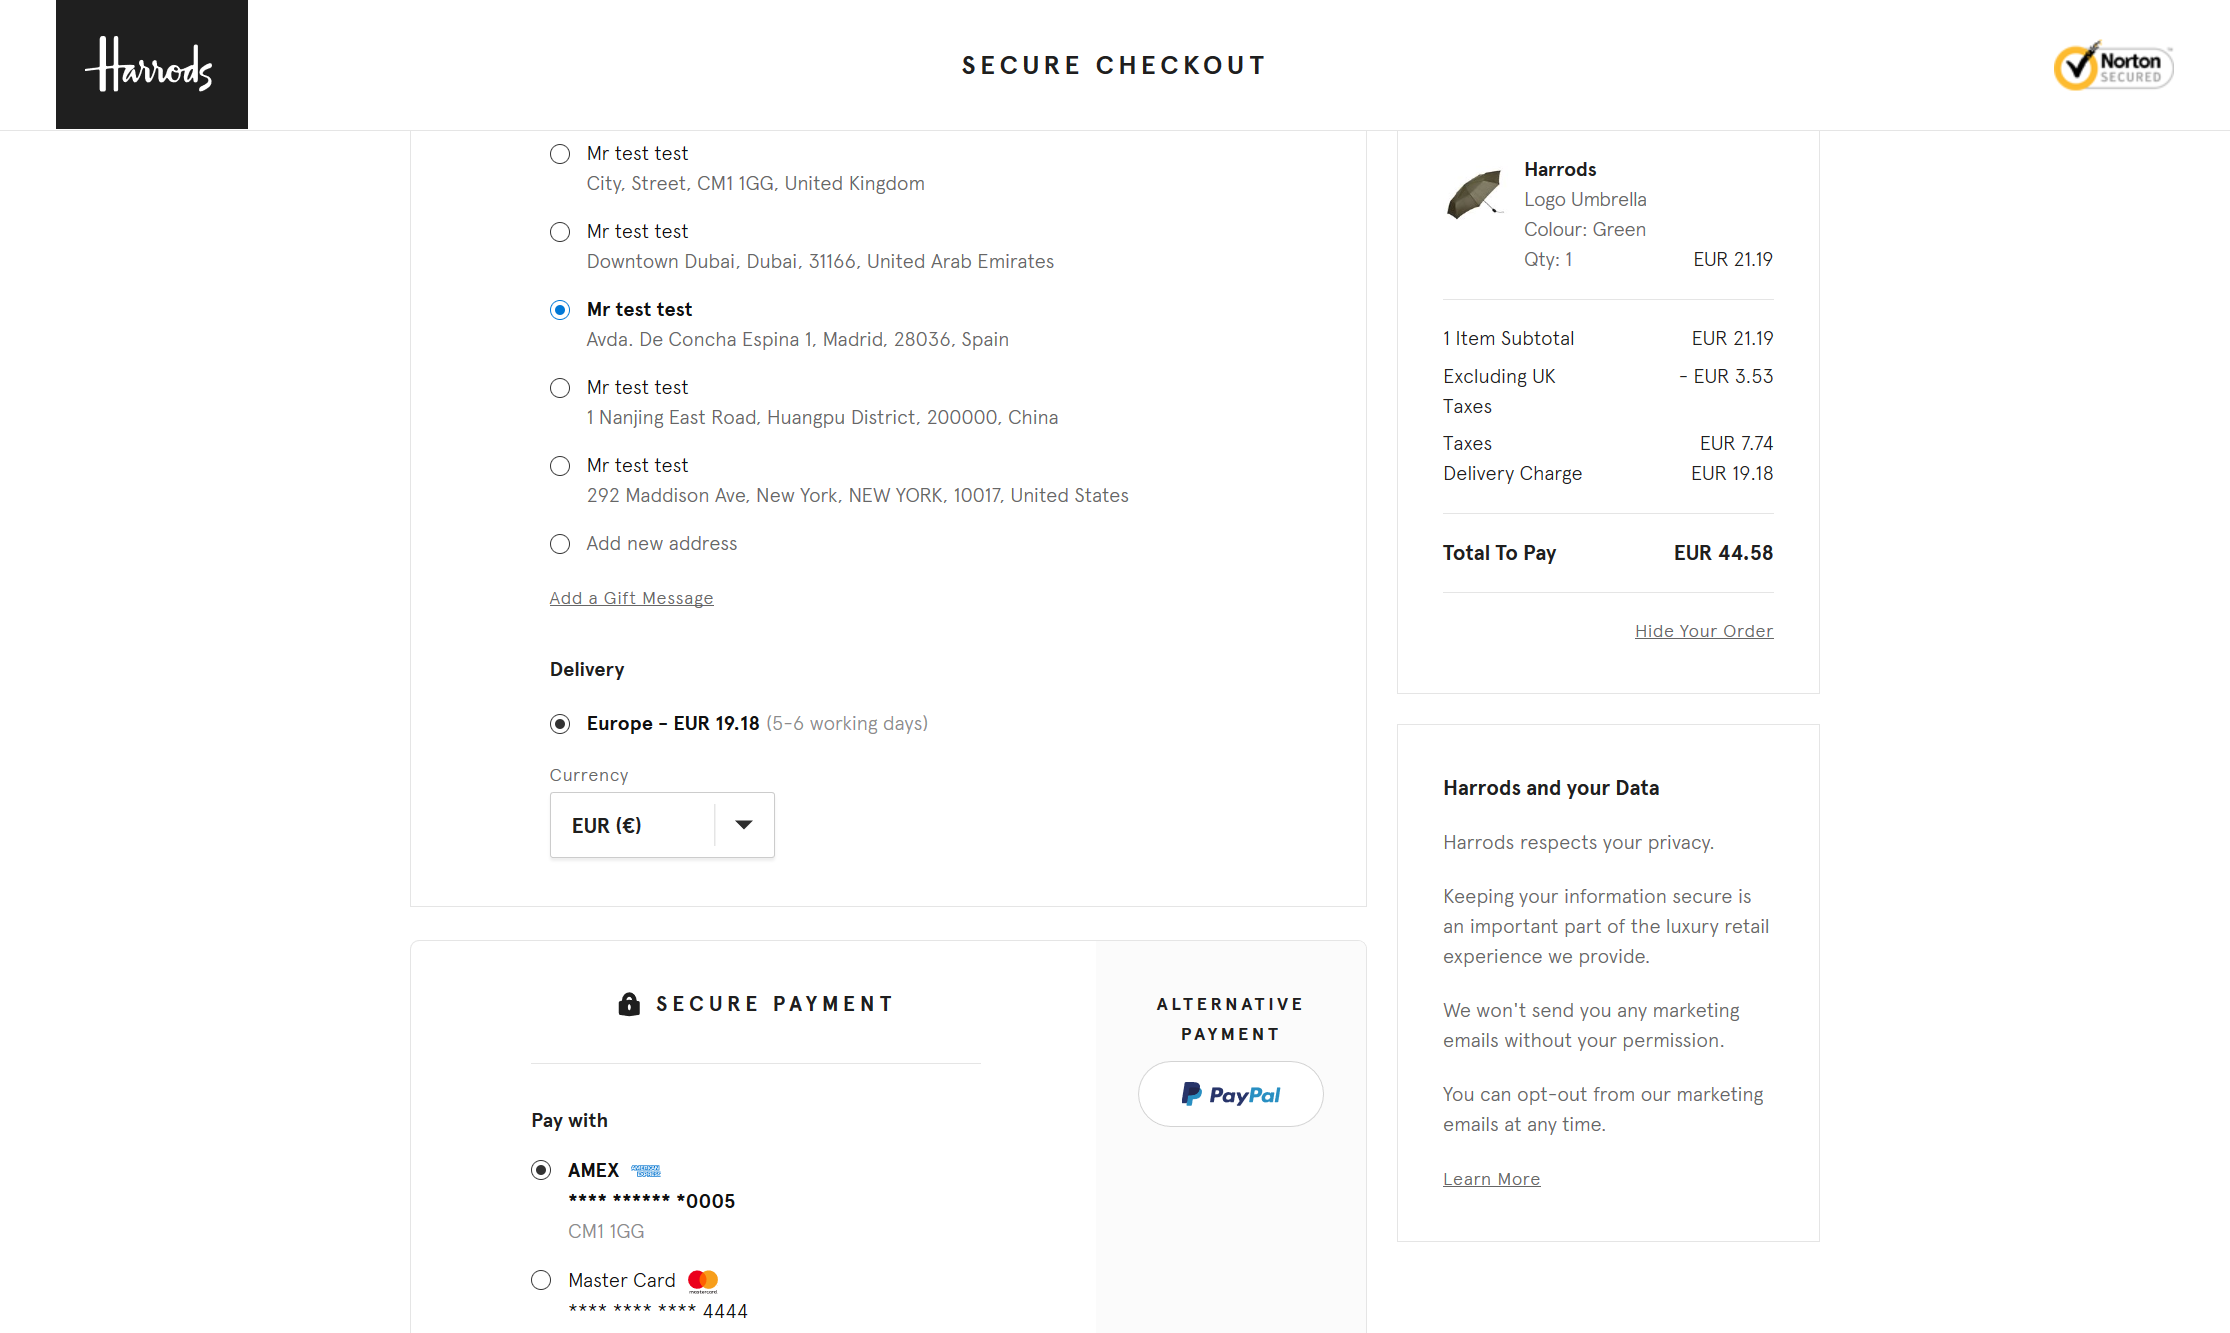 Harrods
SECURE CHECKOUT
Norton
SECURED
Mr test test
City, Street, CM1 1GG, United Kingdom
Mr test test
Downtown Dubai, Dubai, 31166, United Arab Emirates
Mr test test
Avda. De Concha Espina 1, Madrid, 28036, Spain
Mr test test
1 Nanjing East Road, Huangpu District, 200000, China
Mr test test
292 Maddison Ave, New York, NEW YORK, 10017, United States
Add new address
Add a Gift Message
Delivery
Europe - EUR 19.18 (5-6 working days)
Currency
EUR (€)
SECURE PAYMENT
Pay with
AMEX AMERICAN EXPRESS
**** ****** *0005
CM1 1GG
Master Card mastercard
**** **** **** 4444
ALTERNATIVE
PAYMENT
PayPal
Harrods
Logo Umbrella
Colour: Green
Qty: 1 EUR 21.19
1 Item Subtotal EUR 21.19
Excluding UK - EUR 3.53
Taxes
Taxes EUR 7.74
Delivery Charge EUR 19.18
Total To Pay EUR 44.58
Hide Your Order
Harrods and your Data
Harrods respects your privacy.
Keeping your information secure is
an important part of the luxury retail
experience we provide.
We won't send you any marketing
emails without your permission.
You can opt-out from our marketing
emails at any time.
Learn More